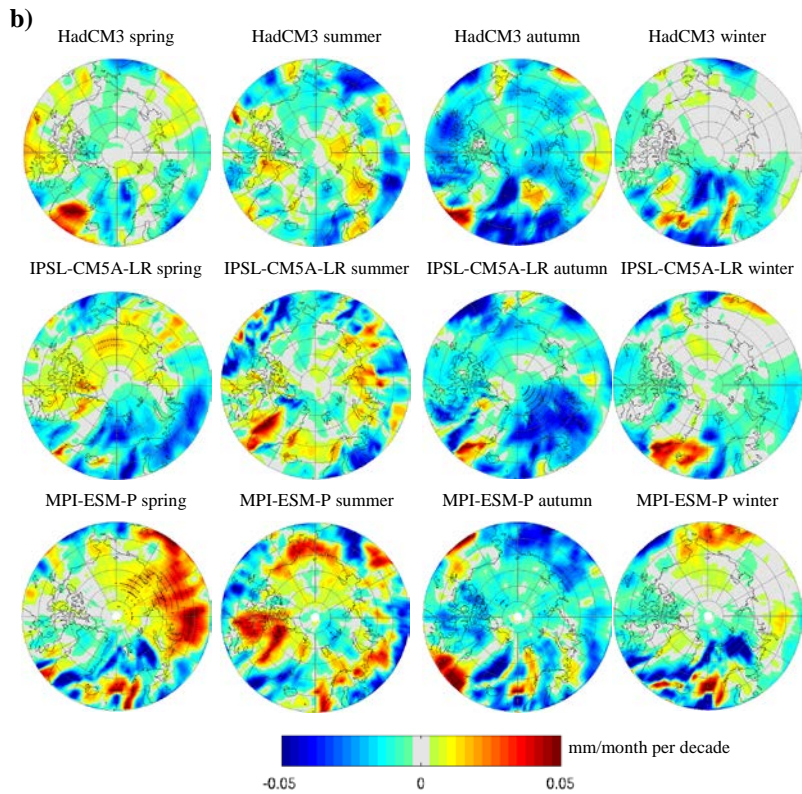 b)
HadCM3 spring HadCM3 summer HadCM3 autumn HadCM3 winter
IPSL-CM5A-LR spring IPSL-CM5A-LR summer IPSL-CM5A-LR autumn IPSL-CM5A-LR winter
MPI-ESM-P spring MPI-ESM-P summer MPI-ESM-P autumn MPI-ESM-P winter
mm/month per decade
-0.05 0 0.05